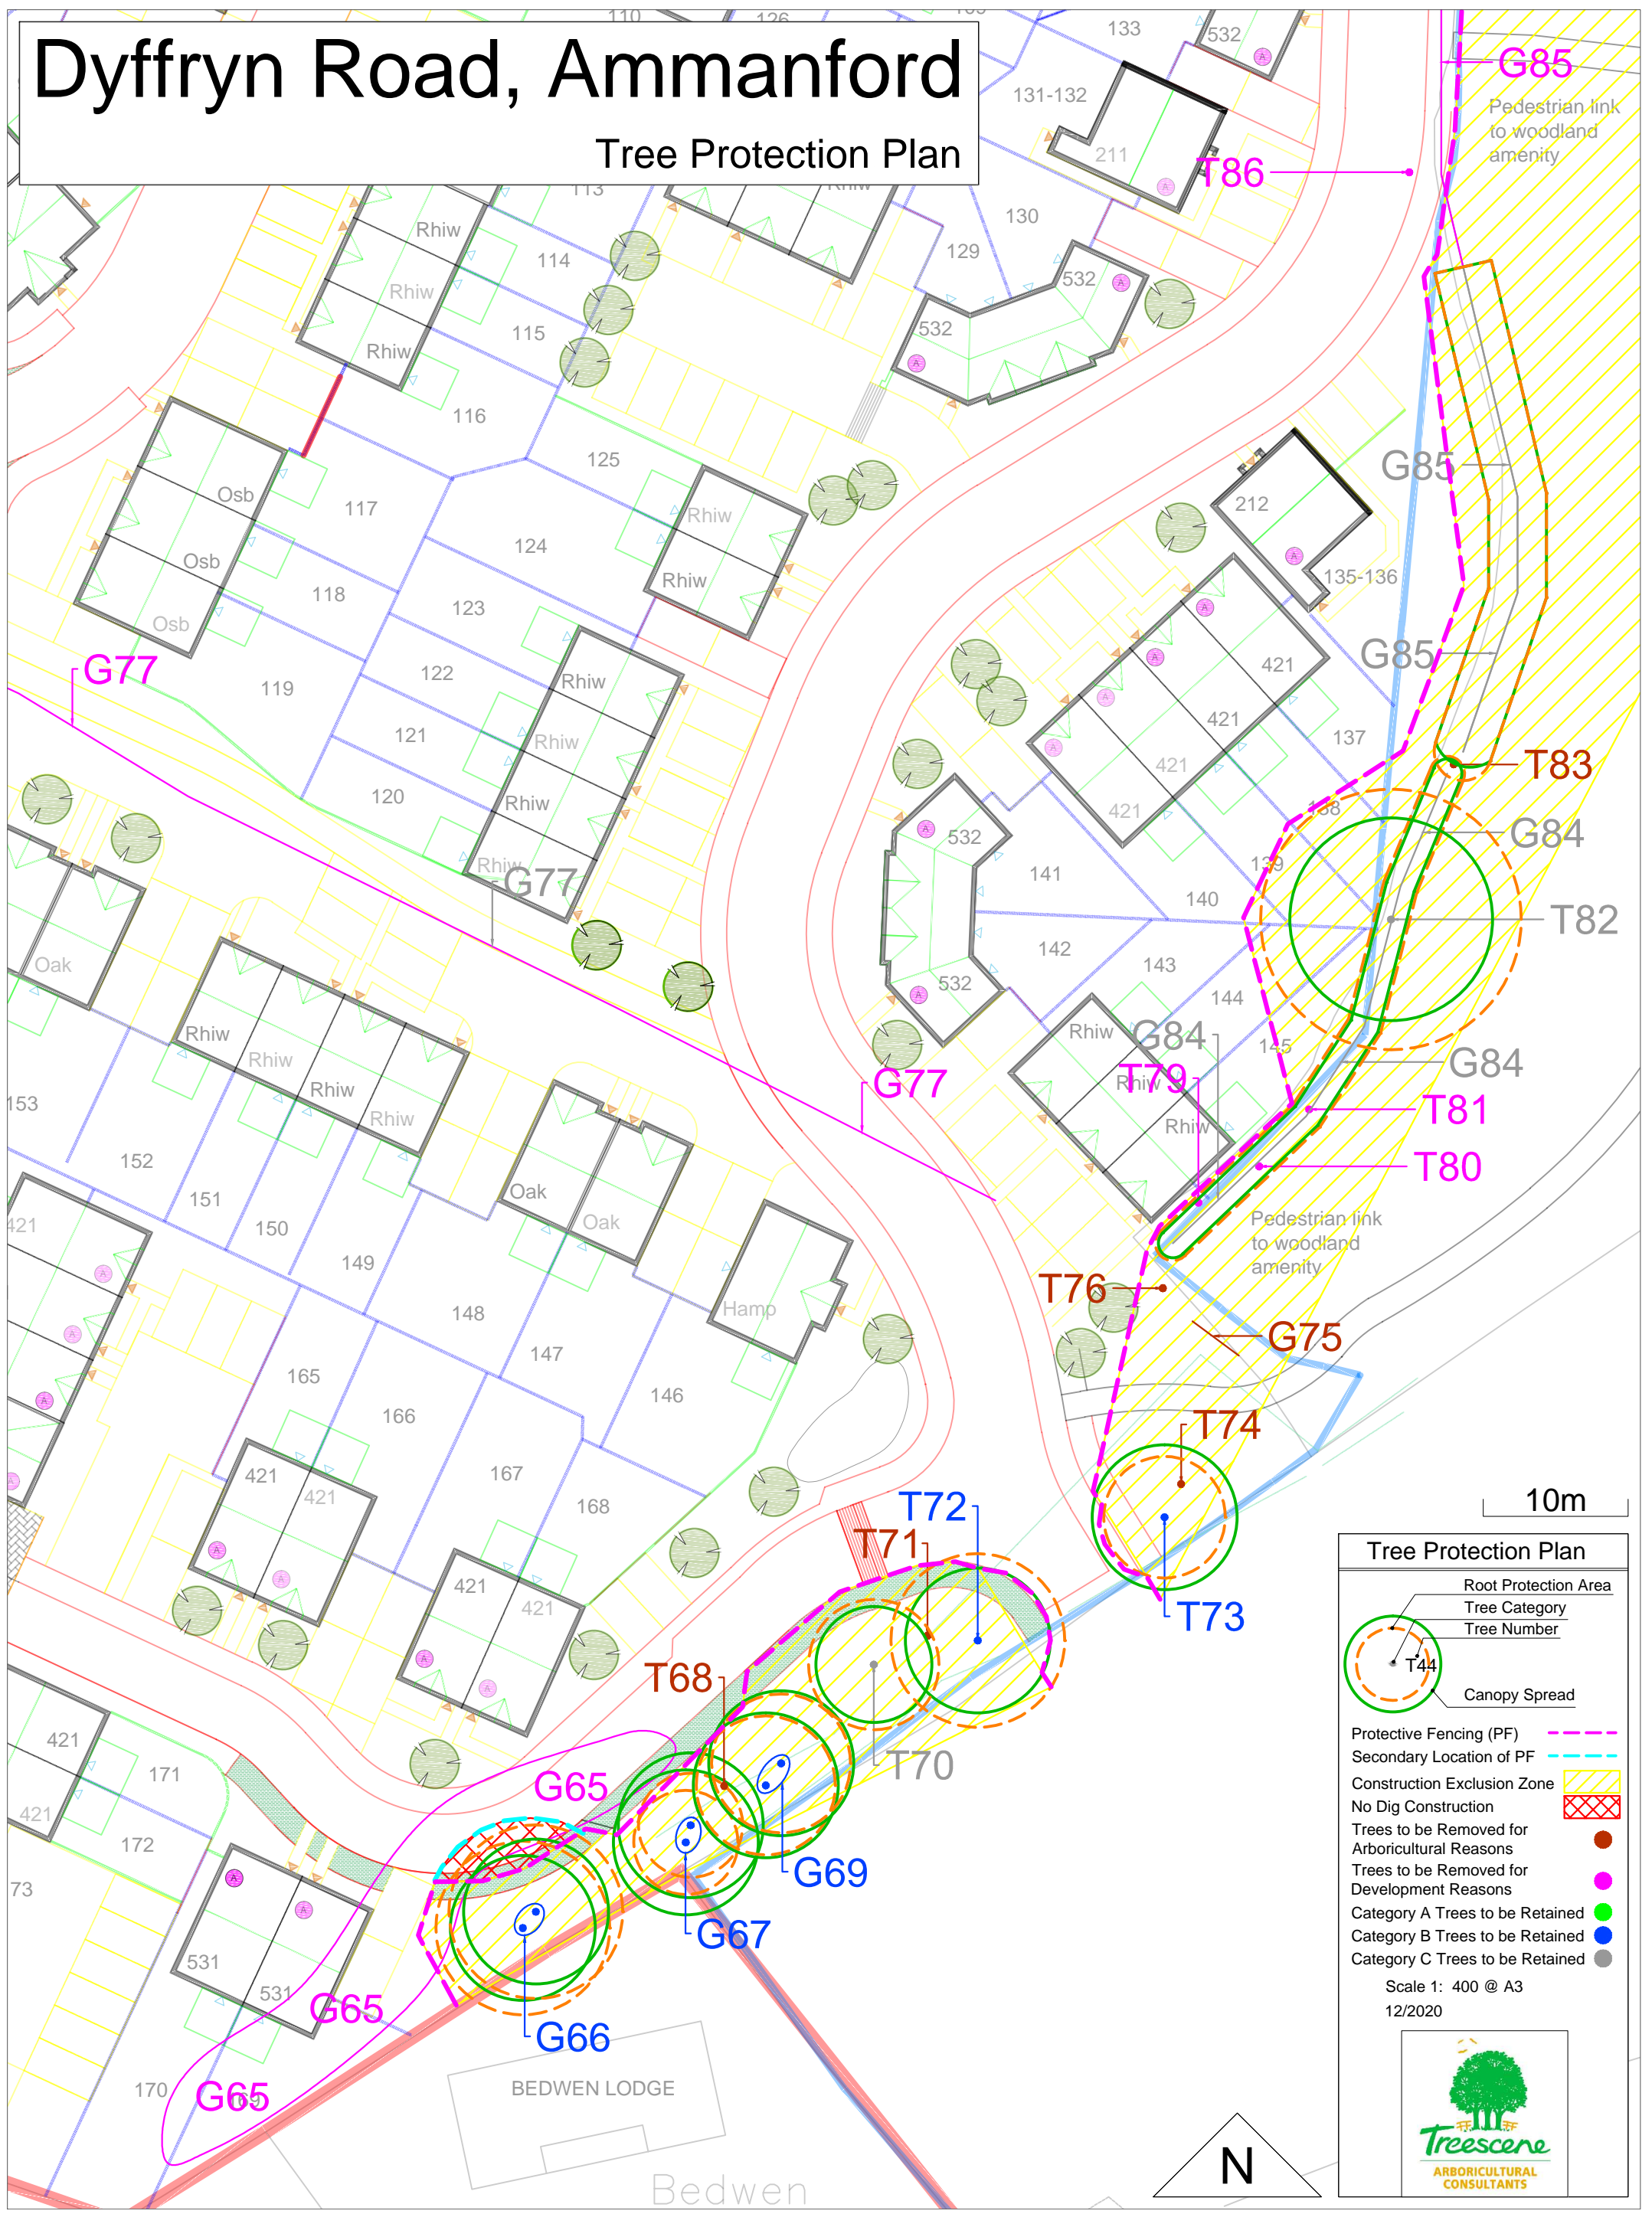 Dyffryn Road, Ammanford
Tree Protection Plan
110
126
133
532
131-132
211
G85
Pedestrian link
to woodland
amenity
T86
113
Rhiw
130
129
114
Rhiw
532
532
115
Rhiw
116
125
G85
Osb
117
Rhiw
212
124
Osb
Rhiw
135-136
118
123
Osb
G85
G77
122
Rhiw
421
119
421
121
Rhiw
137
T83
421
120
Rhiw
421
138
G84
532
Rhiw
139
G77
141
140
T82
Oak
142
532
143
144
Rhiw
Rhiw
G84
145
Rhiw
G84
T79
Rhiw
G77
Rhiw
153
Rhiw
T81
Rhiw
152
T80
151
Oak
Oak
150
421
Pedestrian link
to woodland
amenity
149
T76
Hamp
148
G75
147
165
146
166
T74
421
167
421
168
T72
10m
T71
Tree Protection Plan
Root Protection Area
Tree Category
Tree Number
T44
Canopy Spread
421
421
T73
T68
421
T70
171
G65
421
172
G69
73
G67
531
531
G65
G66
170
G65
169
BEDWEN LODGE
Bedwen
N
Protective Fencing (PF)
Secondary Location of PF
Construction Exclusion Zone
No Dig Construction
Trees to be Removed for
Arboricultural Reasons
Trees to be Removed for
Development Reasons
Category A Trees to be Retained
Category B Trees to be Retained
Category C Trees to be Retained
Scale 1: 400 @ A3
12/2020
Treescene
ARBORICULTURAL
CONSULTANTS